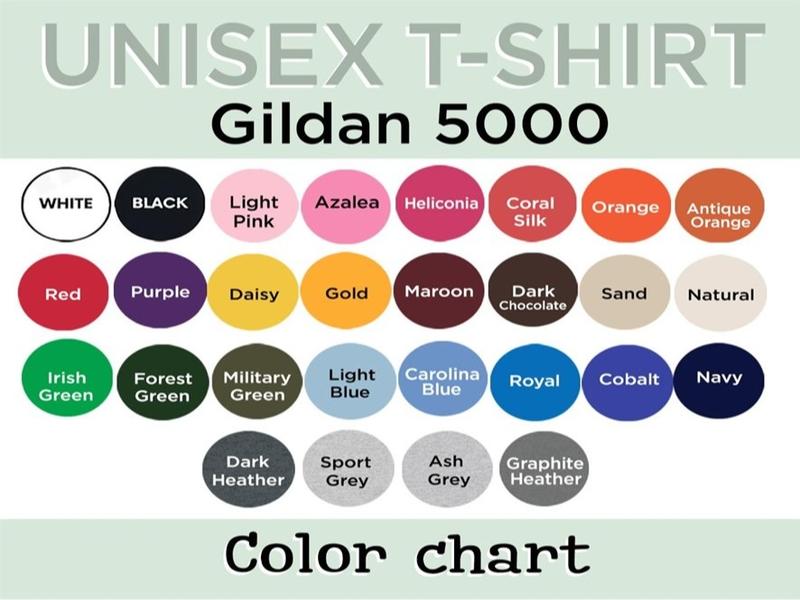 UNISEX T-SHIRT
Gildan 5000
WHITE
BLACK
Light
Pink
Azalea
Heliconia
Coral
Silk
Orange
Antique
Orange
Red
Purple
Daisy
Gold
Maroon
Dark
Chocolate
Sand
Natural
Irish
Green
Forest
Green
Military
Green
Light
Blue
Carolina
Blue
Royal
Cobalt
Navy
Dark
Heather
Sport
Grey
Ash
Grey
Graphite
Heather
Color chart